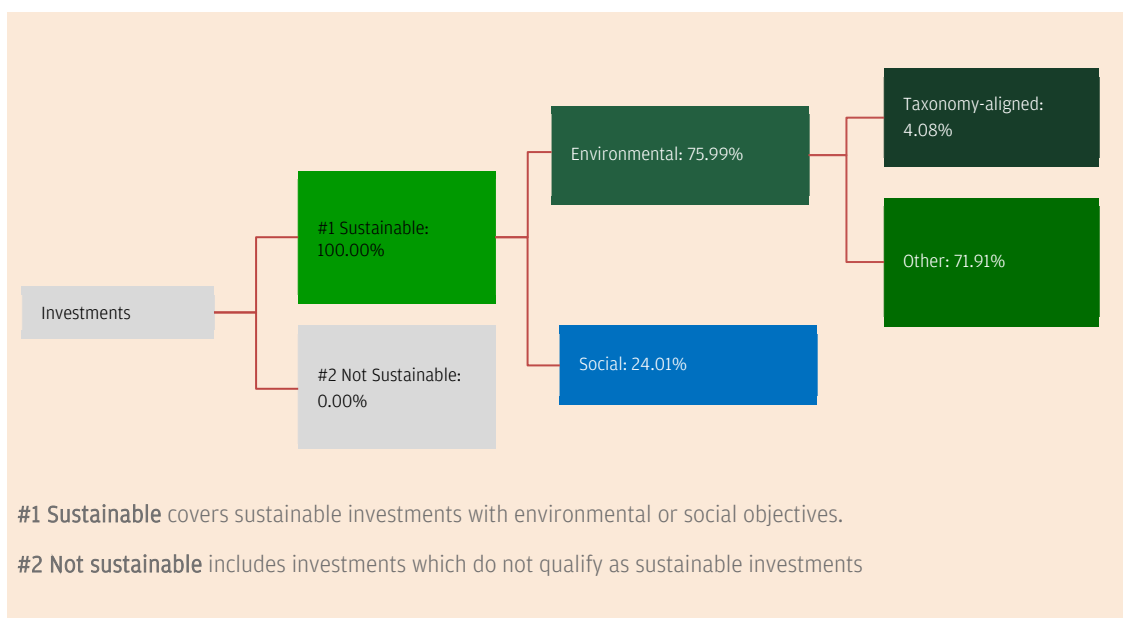 Investments
#1 Sustainable:
100.00%
#2 Not Sustainable:
0.00%
Environmental: 75.99%
Social: 24.01%
Taxonomy-aligned:
4.08%
Other: 71.91%
#1 Sustainable covers sustainable investments with environmental or social objectives.
#2 Not sustainable includes investments which do not qualify as sustainable investments